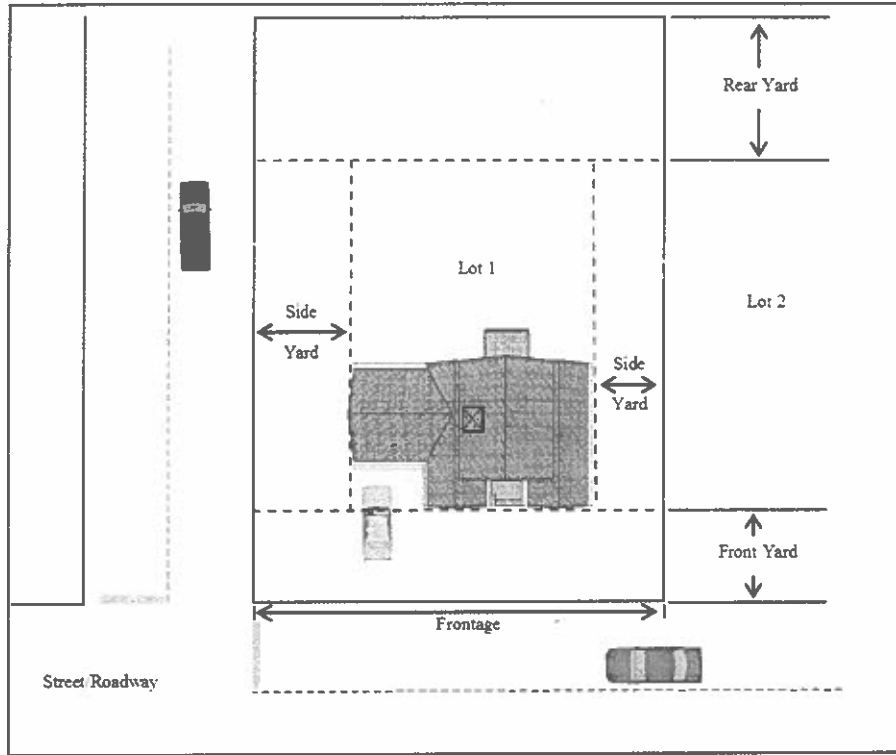 Rear Yard
Lot 1
Lot 2
Side
Yard
Side
Yard
Front Yard
Frontage
Street/Roadway